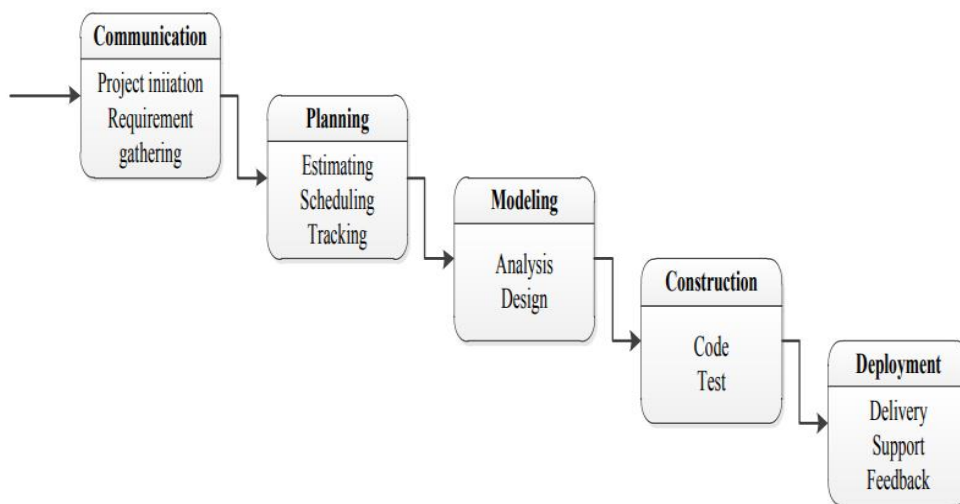 Communication
Project iniiation
Requirement
gathering
Planning
Estimating
Scheduling
Tracking
Modeling
Analysis
Design
Construction
Code
Test
Deployment
Delivery
Support
Feedback